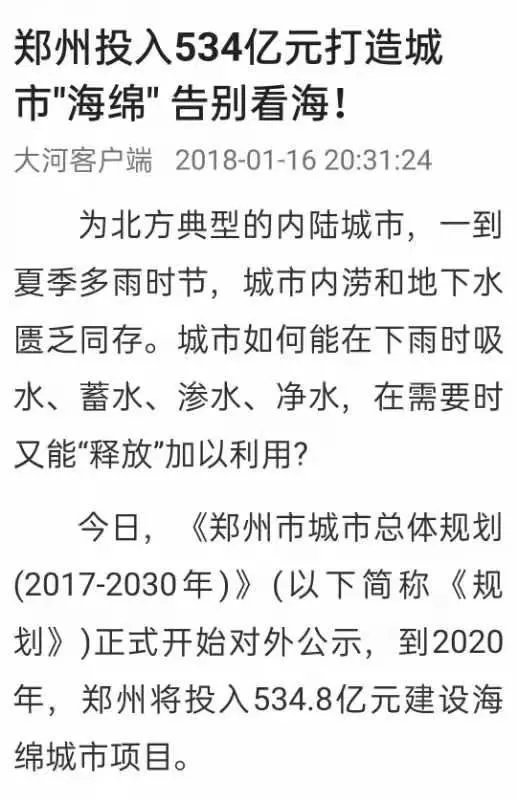 郑州投入534亿元打造城
市"海绵" 告别看海！
大河客户端 2018-01-16 20:31:24
为北方典型的内陆城市，一到
夏季多雨时节，城市内涝和地下水
匮乏同存。城市如何能在下雨时吸
水、蓄水、渗水、净水，在需要时
又能“释放”加以利用?
今日，《郑州市城市总体规划
(2017-2030年)》(以下简称《规
划》)正式开始对外公示，到2020
年，郑州将投入534.8亿元建设海
绵城市项目。